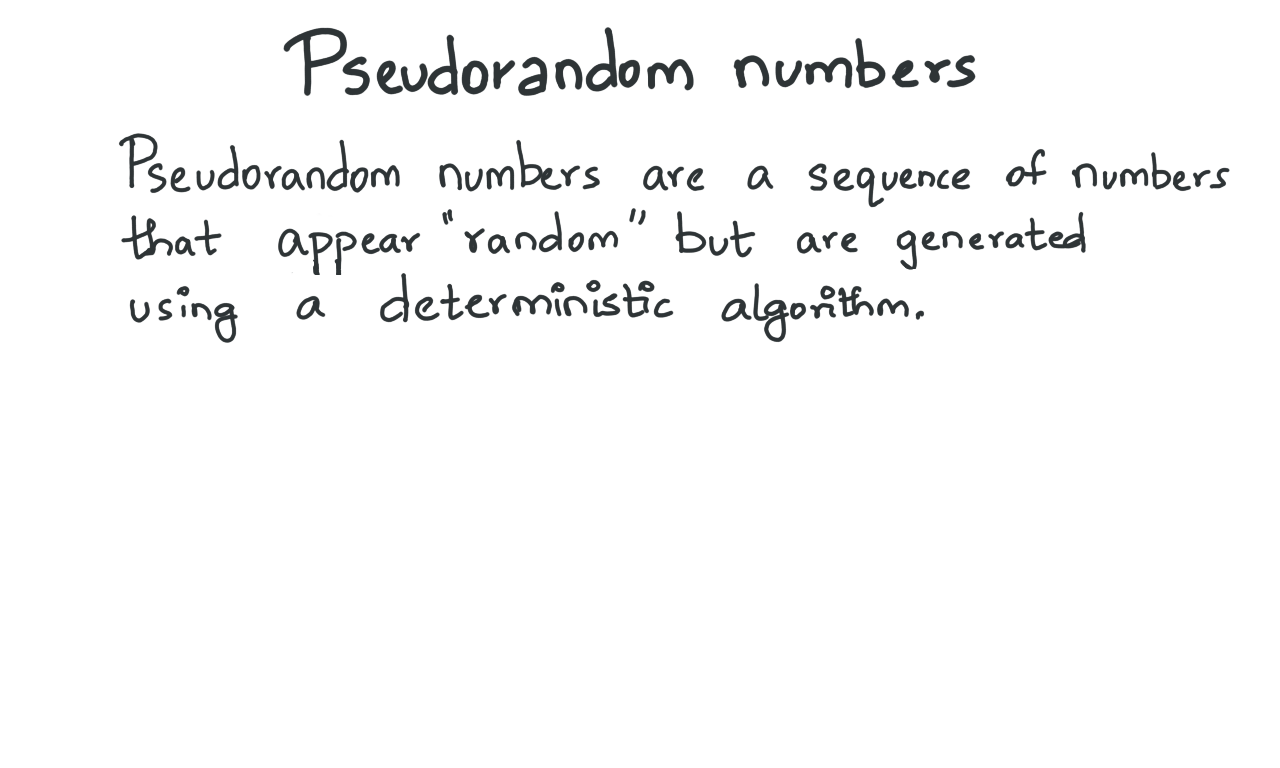 Pseudorandom numbers
Pseudorandom numbers are a sequence of numbers
that appear "random" but are generated
using a deterministic algorithm.